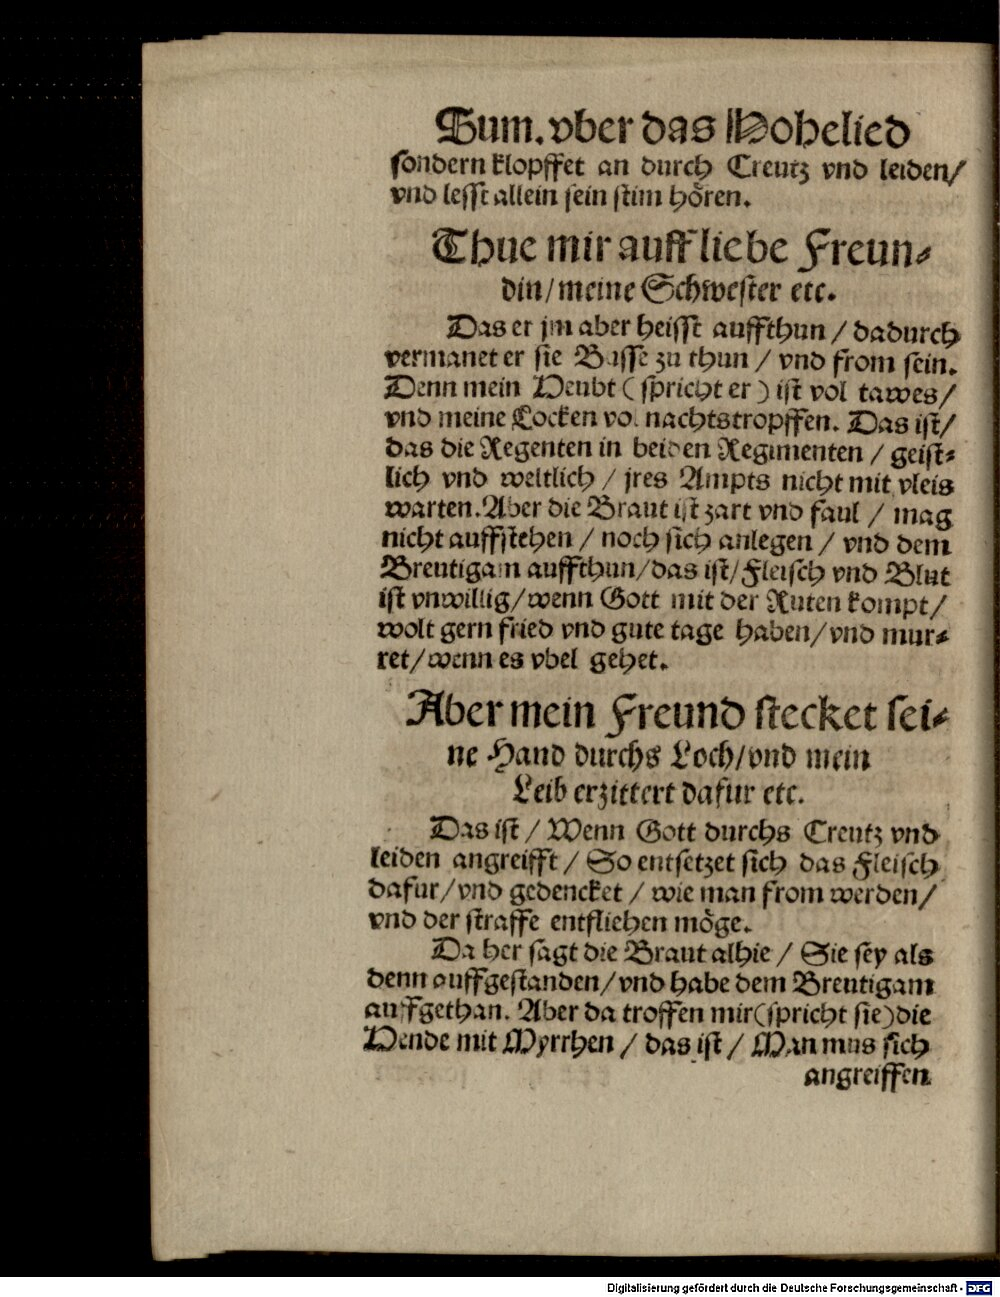 Sum. vber das Hohelied
sondern klopffet an durch Creutz vnd leiden/
vnd lesst allein sein stim hoͤren.
Thue mir auff liebe Freun⸗
din/ meine Schwester etc.
Das er jm aber heisst auffthun / dadurch
vermanet er sie Busse zu thun / vnd from sein.
Denn mein Heubt ( spricht er ) ist vol tawes/
vnd meine Locken vol nachtstropffen. Das ist/
das die Regenten in beiden Regimenten / geist⸗
lich vnd weltlich / jres Ampts nicht mit vleis
warten. Aber die Braut ist zart vnd faul / mag
nicht auffstehen / noch sich anlegen / vnd dem
Breutigam auffthun/ das ist/ Fleisch vnd Blut
ist vnwillig/ wenn Gott mit der Ruten kompt/
wolt gern fried vnd gute tage haben/ vnd mur⸗
ret/ wenn es vbel gehet.
Aber mein Freund stecket sei⸗
ne Hand durchs Loch/ vnd mein
Leib erzittert dafur etc.
Das ist / Wenn Gott durchs Creutz vnd
leiden angreifft / So entsetzet sich das Fleisch
dafur/ vnd gedencket / wie man from werden/
vnd der straffe entfliehen moͤge.
Da her sagt die Braut alhie / Sie sey als
denn auffgestanden/ vnd habe dem Breutigam
auffgethan. Aber da troffen mir (spricht sie) die
Hende mit Myrrhen / das ist / Man mus sich
angreiffen
Digitalisierung gefördert durch die Deutsche Forschungsgemeinschaft - DFG